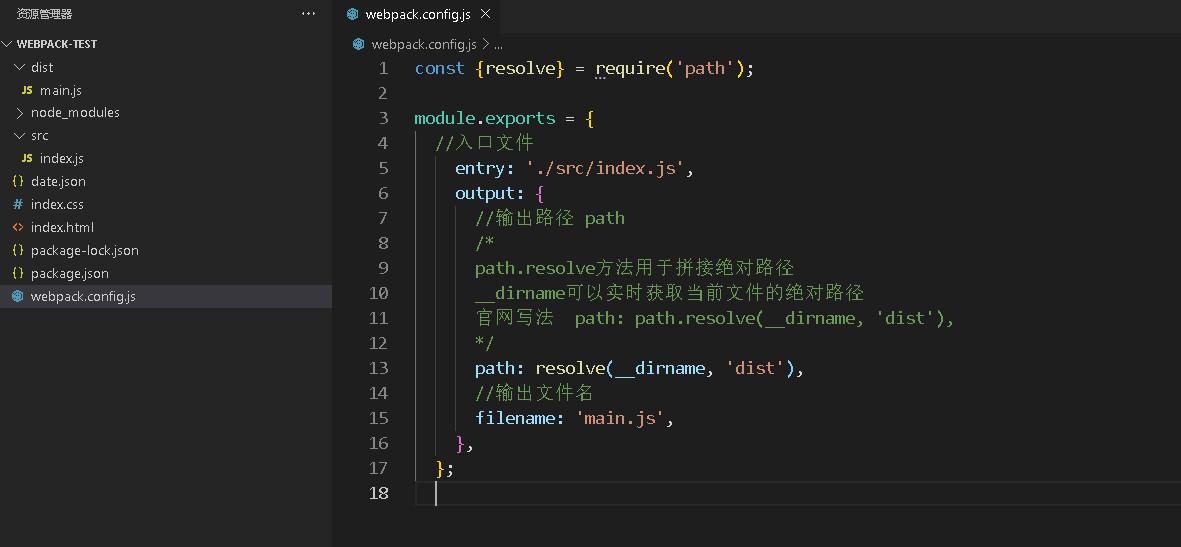 资源管理器
···
WEBPACK-TEST
dist
JS main.js
node_modules
src
JS index.js
{} date.json
# index.css
<> index.html
{} package-lock.json
{} package.json
webpack.config.js
webpack.config.js ×
webpack.config.js > ...
1 const {resolve} = require('path');
2
3 module.exports = {
4 //入口文件
5 entry: './src/index.js',
6 output: {
7 //输出路径 path
8 /*
9 path.resolve方法用于拼接绝对路径
10 __dirname可以实时获取当前文件的绝对路径
11 官网写法 path: path.resolve(__dirname, 'dist'),
12 */
13 path: resolve(__dirname, 'dist'),
14 //输出文件名
15 filename: 'main.js',
16 },
17 };
18